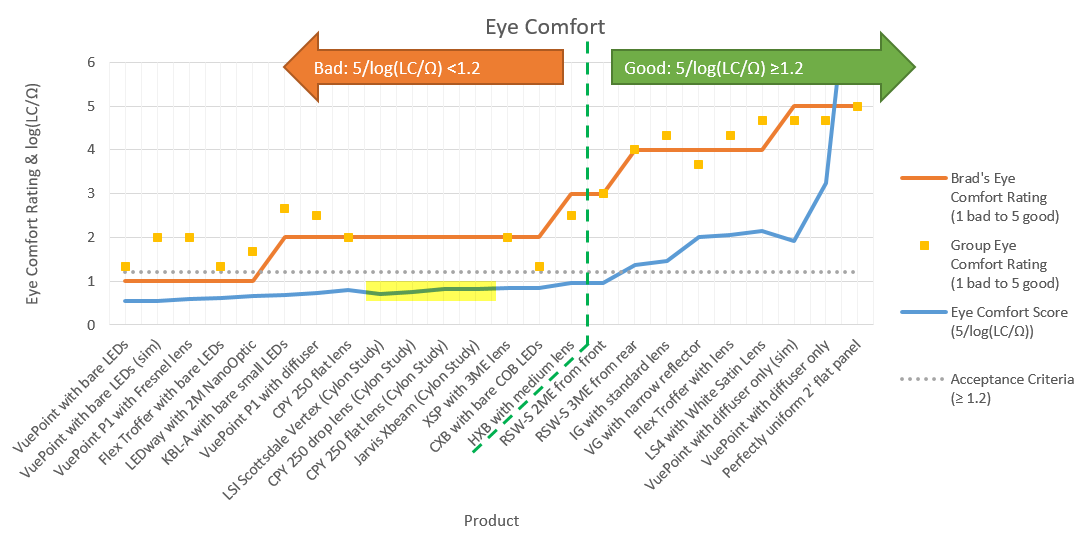 Eye Comfort
Bad: 5/log(LC/Ω) <1.2
Good: 5/log(LC/Ω) ≥1.2
Eye Comfort Rating & log(LC/Ω)
6
5
4
3
2
1
0
VuePoint with bare LEDs
VuePoint with bare LEDs (sim)
VuePoint P1 with Fresnel lens
Flex Troffer with bare LEDs
LEDway with 2M NanoOptic
KBL-A with bare small LEDs
VuePoint P1 with diffuser
CPY 250 flat lens
LSI Scottsdale Vertex (Cylon Study)
CPY 250 drop lens (Cylon Study)
CPY 250 flat lens (Cylon Study)
Jarvis Xbeam (Cylon Study)
XSP with 3ME lens
CXB with bare COB LEDs
HXB with medium lens
RSW-S 2ME from front
RSW-S 3ME from rear
IG with standard lens
VG with narrow reflector
Flex Troffer with lens
LS4 with White Satin Lens
VuePoint with diffuser only (sim)
VuePoint with diffuser only
Perfectly uniform 2' flat panel
Product
Brad's Eye
Comfort Rating
(1 bad to 5 good)
Group Eye
Comfort Rating
(1 bad to 5 good)
Eye Comfort Score
(5/log(LC/Ω))
Acceptance Criteria
(≥ 1.2)